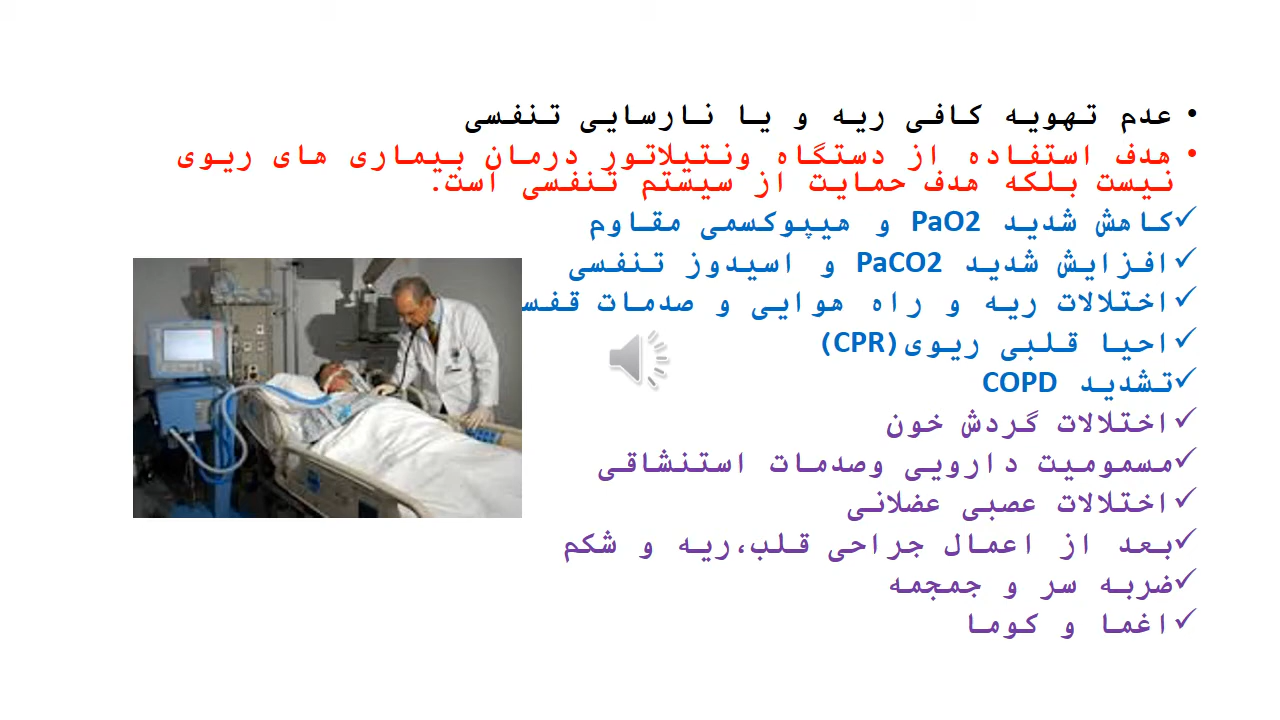 • عدم تهویه کافی ریه و یا نارسایی تنفسی
• هدف استفاده از دستگاه ونتیلاتور درمان بیماری های ریوی
نیست بلکه هدف حمایت از سیستم تنفسی است.
✓کاهش شدید PaO2 و هیپوکسمی مقاوم
✓افزایش شدید PaCO2 و اسیدوز تنفسی
✓اختلالات ریه و راه هوایی و صدمات قفس
✓احیا قلبی ریوی(CPR)
✓تشدید COPD
✓اختلالات گردش خون
✓مسمومیت دارویی وصدمات استنشاقی
✓اختلالات عصبی عضلانی
✓بعد از اعمال جراحی قلب،ریه و شکم
✓ضربه سر و جمجمه
✓اغما و کوما